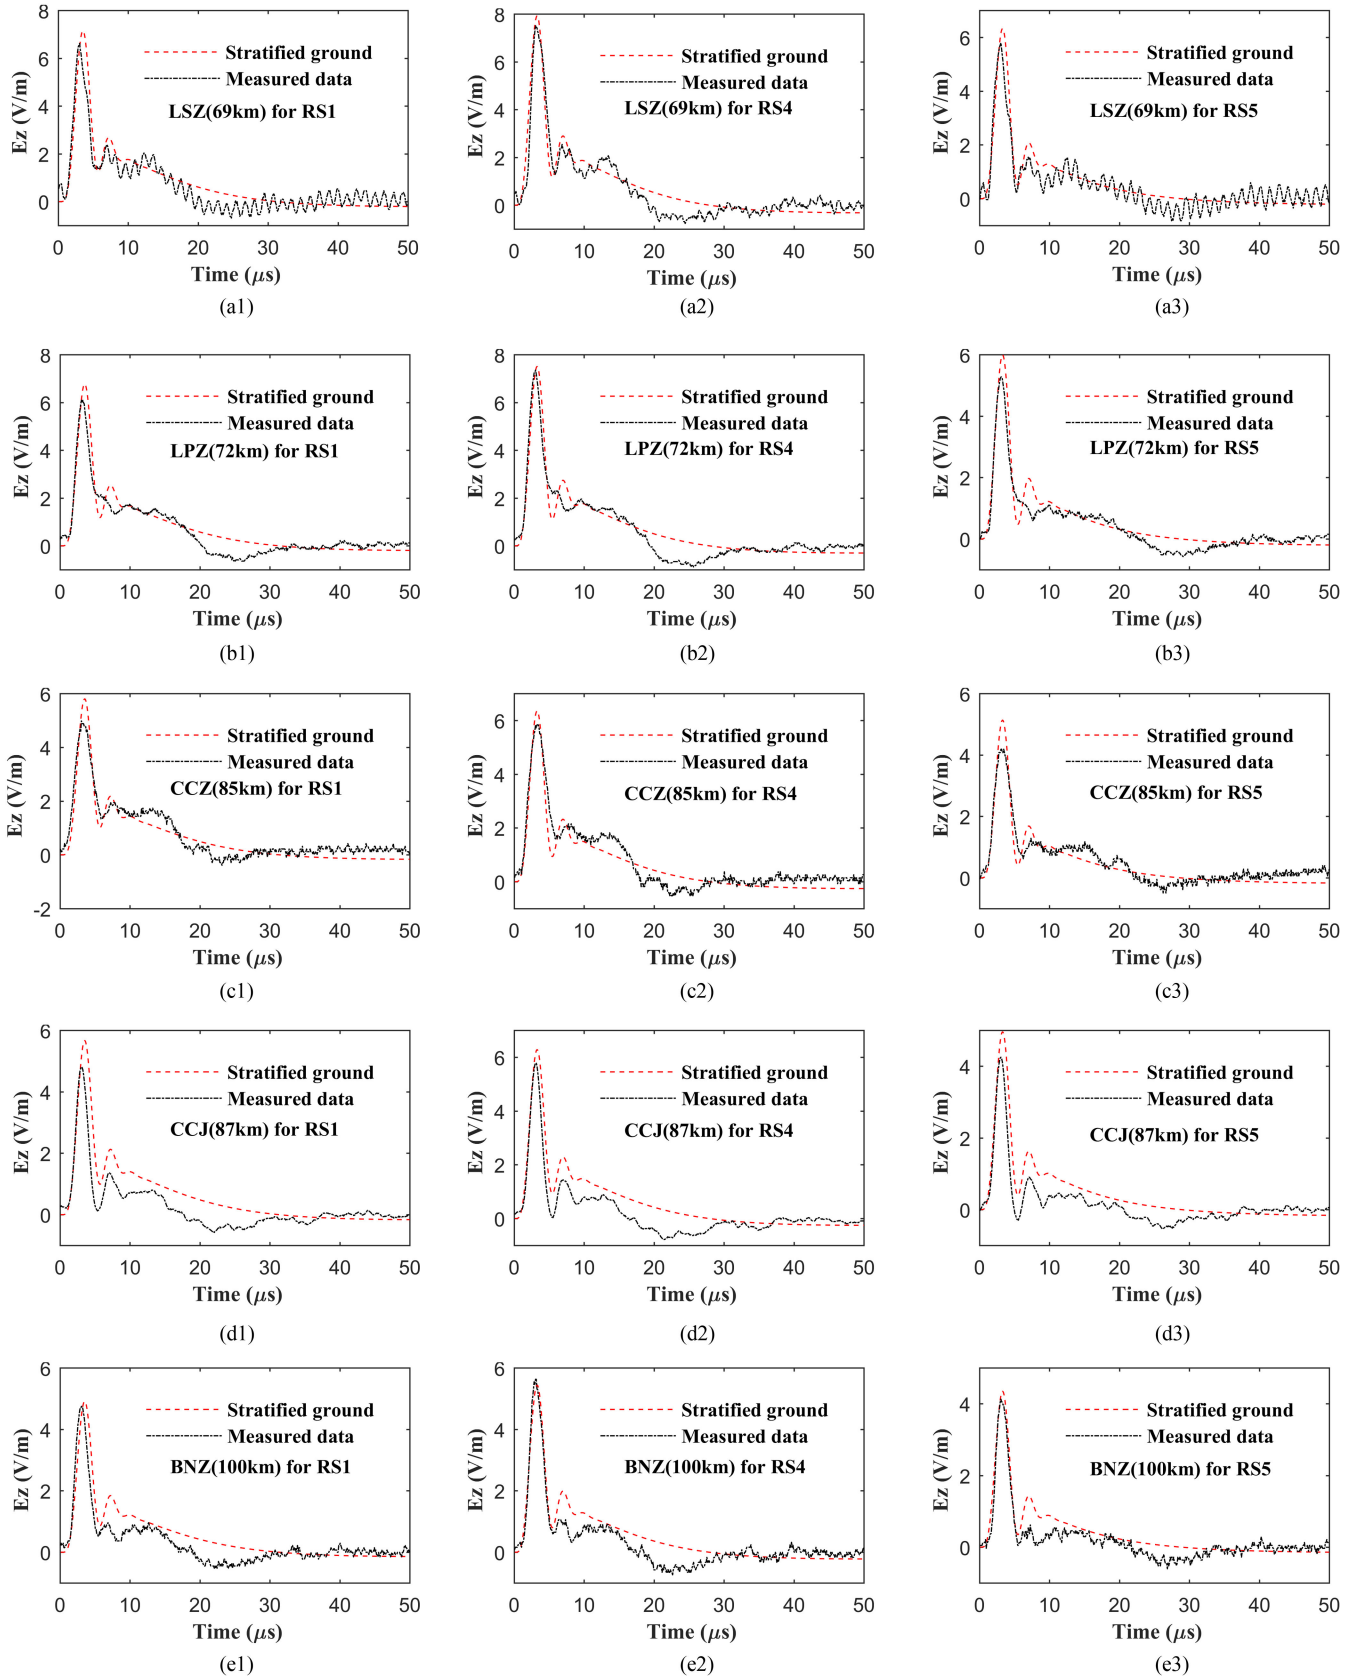 8
6
4
2
0
Ez (V/m)
Stratified ground
Measured data
LSZ(69km) for RS1
0 10 20 30 40 50
Time (μs)
(a1)
8
6
4
2
0
Ez (V/m)
Stratified ground
Measured data
LSZ(69km) for RS4
0 10 20 30 40 50
Time (μs)
(a2)
6
4
2
0
Ez (V/m)
Stratified ground
Measured data
LSZ(69km) for RS5
0 10 20 30 40 50
Time (μs)
(a3)
8
6
4
2
0
Ez (V/m)
Stratified ground
Measured data
LPZ(72km) for RS1
0 10 20 30 40 50
Time (μs)
(b1)
8
6
4
2
0
Ez (V/m)
Stratified ground
Measured data
LPZ(72km) for RS4
0 10 20 30 40 50
Time (μs)
(b2)
6
4
2
0
Ez (V/m)
Stratified ground
Measured data
LPZ(72km) for RS5
0 10 20 30 40 50
Time (μs)
(b3)
6
4
2
0
-2
Ez (V/m)
Stratified ground
Measured data
CCZ(85km) for RS1
0 10 20 30 40 50
Time (μs)
(c1)
6
4
2
0
Ez (V/m)
Stratified ground
Measured data
CCZ(85km) for RS4
0 10 20 30 40 50
Time (μs)
(c2)
6
4
2
0
Ez (V/m)
Stratified ground
Measured data
CCZ(85km) for RS5
0 10 20 30 40 50
Time (μs)
(c3)
6
4
2
0
Ez (V/m)
Stratified ground
Measured data
CCJ(87km) for RS1
0 10 20 30 40 50
Time (μs)
(d1)
6
4
2
0
Ez (V/m)
Stratified ground
Measured data
CCJ(87km) for RS4
0 10 20 30 40 50
Time (μs)
(d2)
4
2
0
Ez (V/m)
Stratified ground
Measured data
CCJ(87km) for RS5
0 10 20 30 40 50
Time (μs)
(d3)
6
4
2
0
Ez (V/m)
Stratified ground
Measured data
BNZ(100km) for RS1
0 10 20 30 40 50
Time (μs)
(e1)
6
4
2
0
Ez (V/m)
Stratified ground
Measured data
BNZ(100km) for RS4
0 10 20 30 40 50
Time (μs)
(e2)
4
2
0
Ez (V/m)
Stratified ground
Measured data
BNZ(100km) for RS5
0 10 20 30 40 50
Time (μs)
(e3)